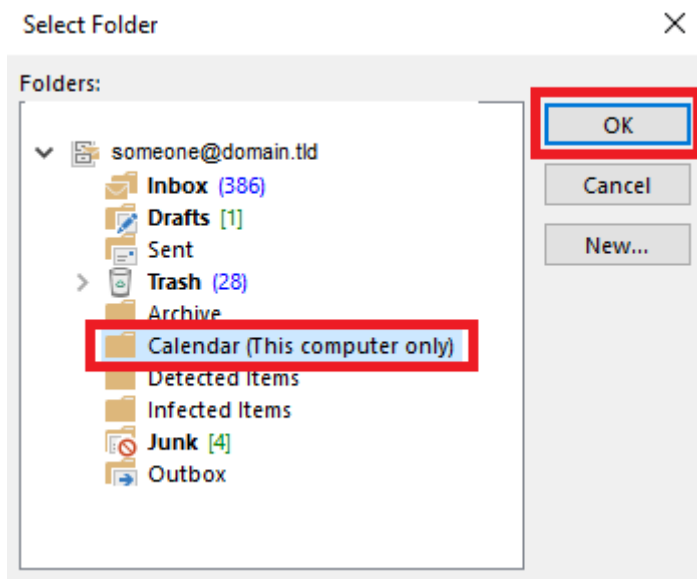 Select Folder
Folders:
someone@domain.tld
Inbox (386)
Drafts [1]
Sent
Trash (28)
Archive
Calendar (This computer only)
Detected Items
Infected Items
Junk [4]
Outbox
OK
Cancel
New...